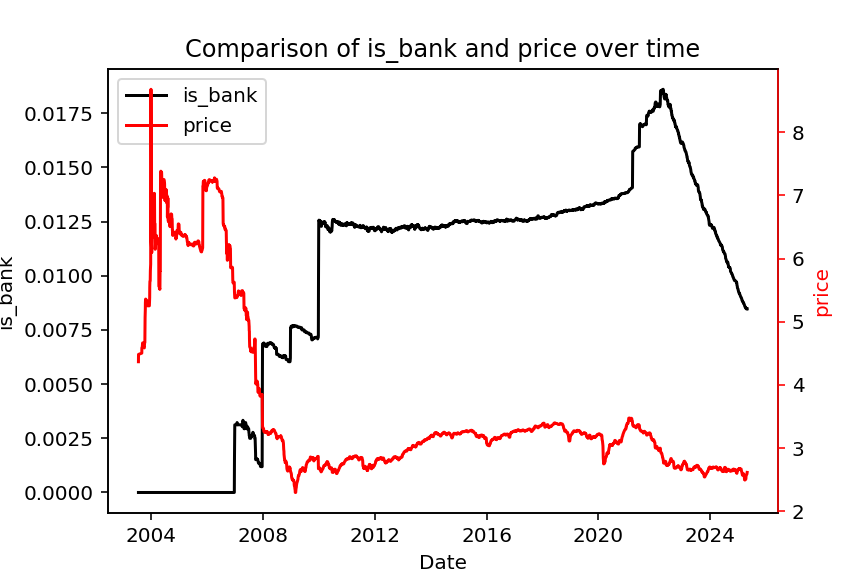 Comparison of is_bank and price over time
is_bank
price
0.0175
0.0150
0.0125
0.0100
0.0075
0.0050
0.0025
0.0000
is_bank
8
7
6
5
4
3
2
price
2004 2008 2012 2016 2020 2024
Date